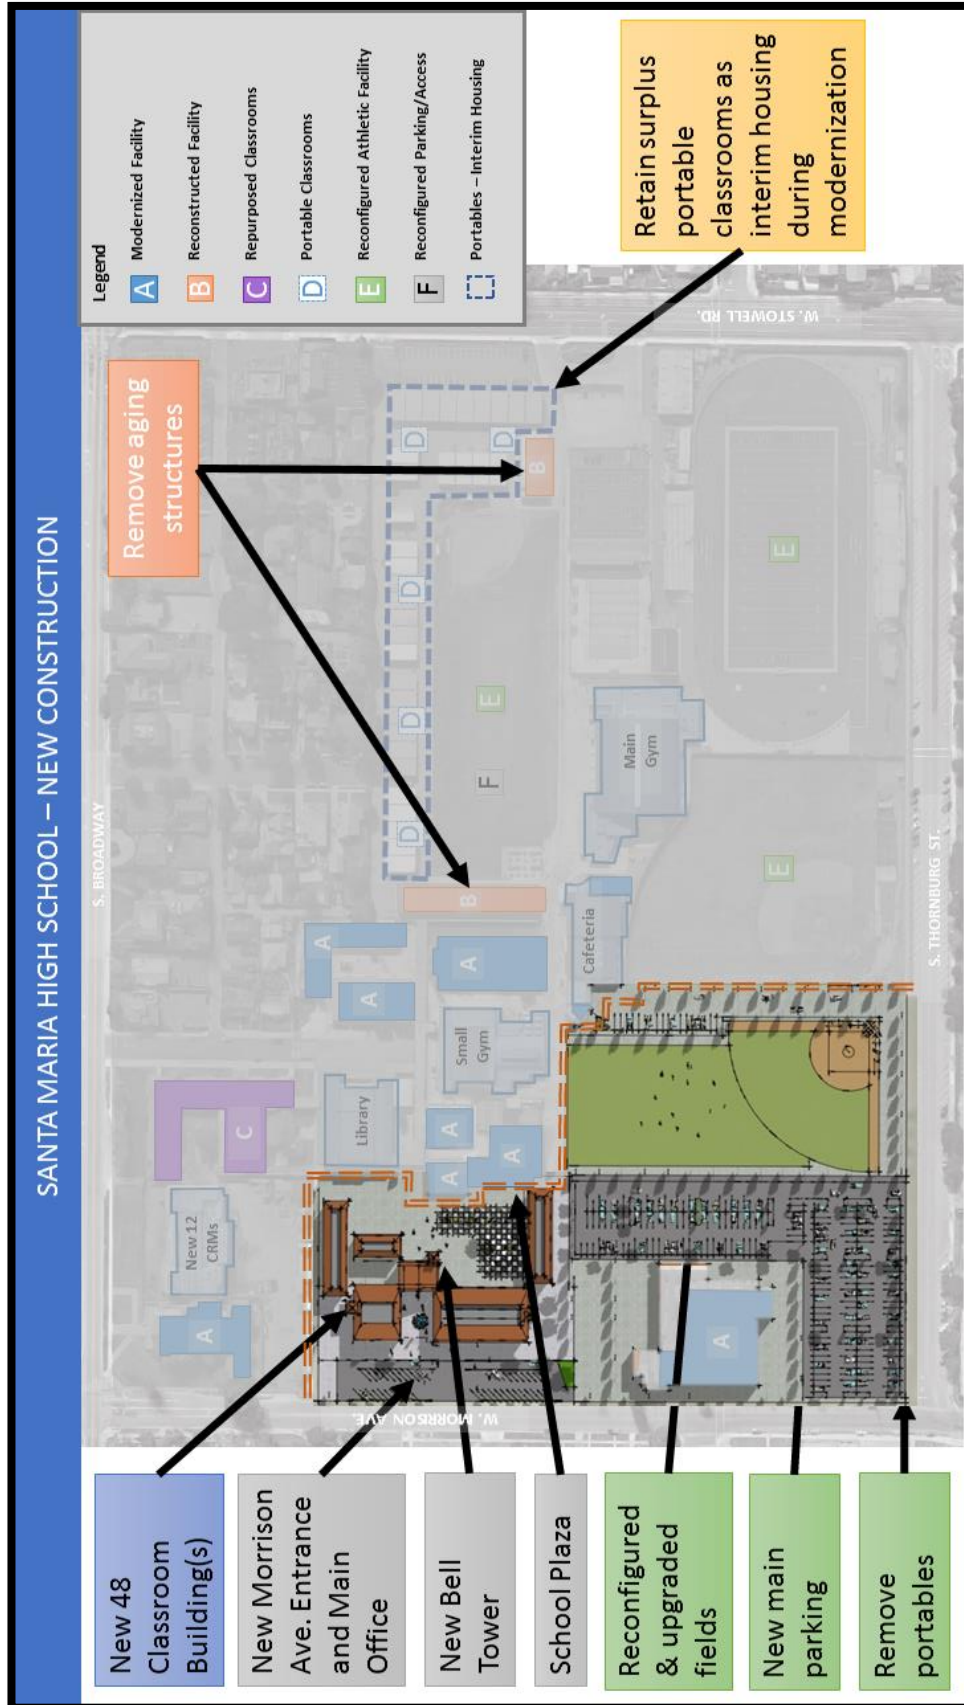 SANTA MARIA HIGH SCHOOL – NEW CONSTRUCTION
New 48
Classroom
Building(s)
New Morrison
Ave. Entrance
and Main
Office
New Bell
Tower
School Plaza
Reconfigured
& upgraded
fields
New main
parking
Remove
portables
Remove aging
structures
Retain surplus
portable
classrooms as
interim housing
during
modernization
Legend
A Modernized Facility
B Reconstructed Facility
C Repurposed Classrooms
D Portable Classrooms
E Reconfigured Athletic Facility
F Reconfigured Parking/Access
Portables – Interim Housing
S. BROADWAY
W. STOWELL RD.
W. MORRISON AVE.
S. THORNBURG ST.
A
New 12
CRMs
C
Library
A
A
Small
Gym
A
A
A
A
A
B
Cafeteria
Main
Gym
D
D
D
D
D
B
F
E
E
E
A